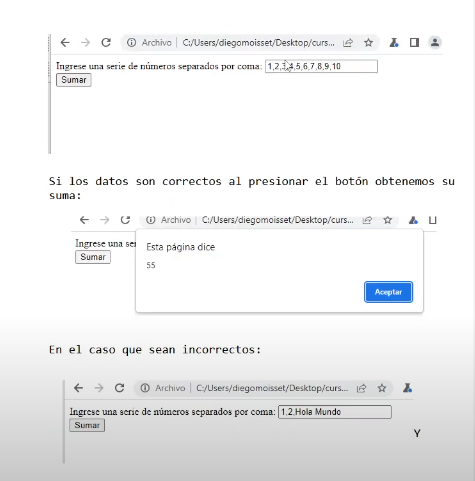 Archivo | C:/Users/diegomoisset/Desktop/curs...
Ingrese una serie de números separados por coma: 1,2,3,4,5,6,7,8,9,10
Sumar
Si los datos son correctos al presionar el botón obtenemos su
suma:
Archivo | C:/Users/diegomoisset/Desktop/curs...
Ingrese una ser
Sumar
Esta página dice
55
Aceptar
En el caso que sean incorrectos:
Archivo | C:/Users/diegomoisset/Desktop/curs...
Ingrese una serie de números separados por coma: 1,2,Hola Mundo
Sumar
Y